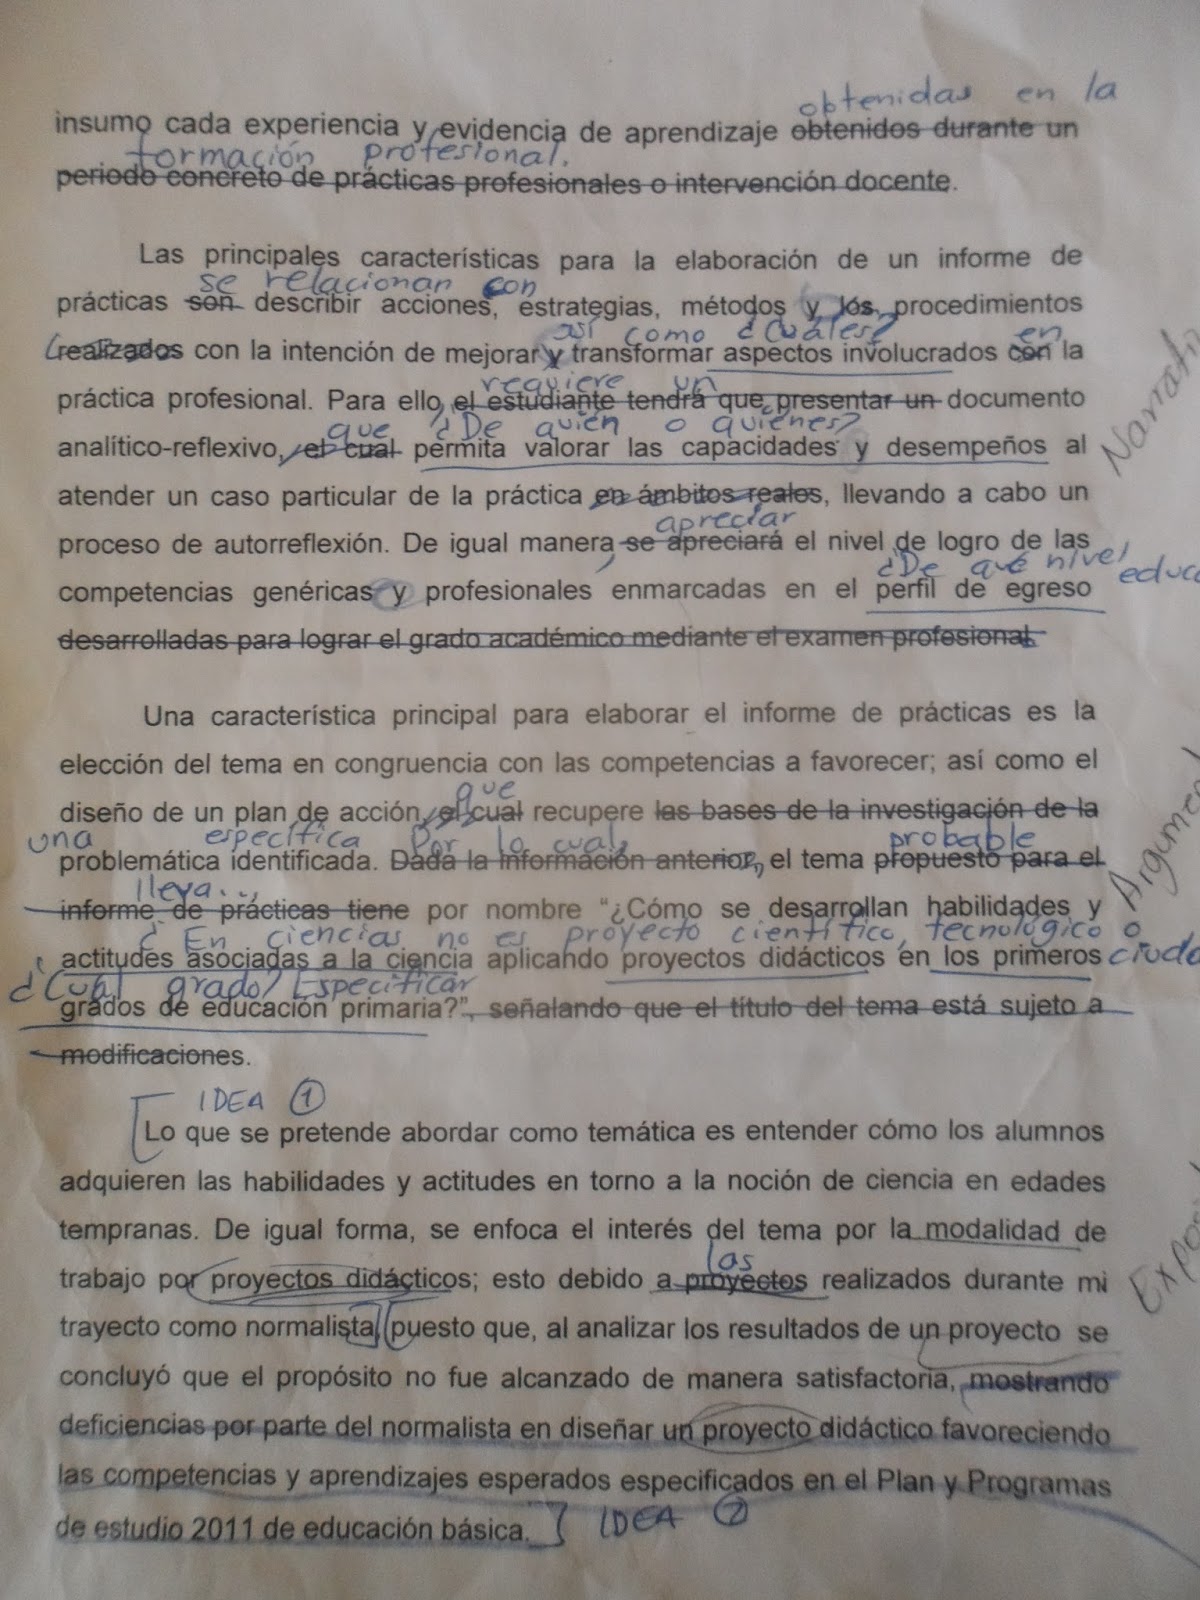 obtenidas en la
insumo cada experiencia y evidencia de aprendizaje obtenidos durante un
formación profesional.
periodo concreto de prácticas profesionales o intervención docente.
Las principales características para la elaboración de un informe de
se relacionan con
prácticas son describir acciones, estrategias, métodos y los procedimientos
así como ¿Cuáles? en
realizados con la intención de mejorar y transformar aspectos involucrados con la
requiere un
práctica profesional. Para ello, el estudiante tendrá que presentar un documento
que ¿De quién o quiénes?
analítico-reflexivo, el cual permita valorar las capacidades y desempeños al
atender un caso particular de la práctica en ámbitos reales, llevando a cabo un
apreciar
proceso de autorreflexión. De igual manera, se apreciará el nivel de logro de las
¿De qué nivel educ
competencias genéricas y profesionales enmarcadas en el perfil de egreso
desarrolladas para lograr el grado académico mediante el examen profesional.
Una característica principal para elaborar el informe de prácticas es la
elección del tema en congruencia con las competencias a favorecer; así como el
que
diseño de un plan de acción, el cual recupere las bases de la investigación de la
una específica Por lo cual, probable
problemática identificada. Dada la información anterior, el tema propuesto para el
lleva...
informe de prácticas tiene por nombre “¿Cómo se desarrollan habilidades y
¿En ciencias no es proyecto científico, tecnológico o
actitudes asociadas a la ciencia aplicando proyectos didácticos en los primeros ciuda
¿Cuál grado? Especificar
grados de educación primaria?”, señalando que el título del tema está sujeto a
modificaciones.
IDEA 1
Lo que se pretende abordar como temática es entender cómo los alumnos
adquieren las habilidades y actitudes en torno a la noción de ciencia en edades
tempranas. De igual forma, se enfoca el interés del tema por la modalidad de
los
trabajo por proyectos didácticos; esto debido a proyectos realizados durante mi
trayecto como normalista, puesto que, al analizar los resultados de un proyecto se
concluyó que el propósito no fue alcanzado de manera satisfactoria, mostrando
deficiencias por parte del normalista en diseñar un proyecto didáctico favoreciendo
las competencias y aprendizajes esperados especificados en el Plan y Programas
de estudio 2011 de educación básica. IDEA 2
Narrati
Argumen
Expos